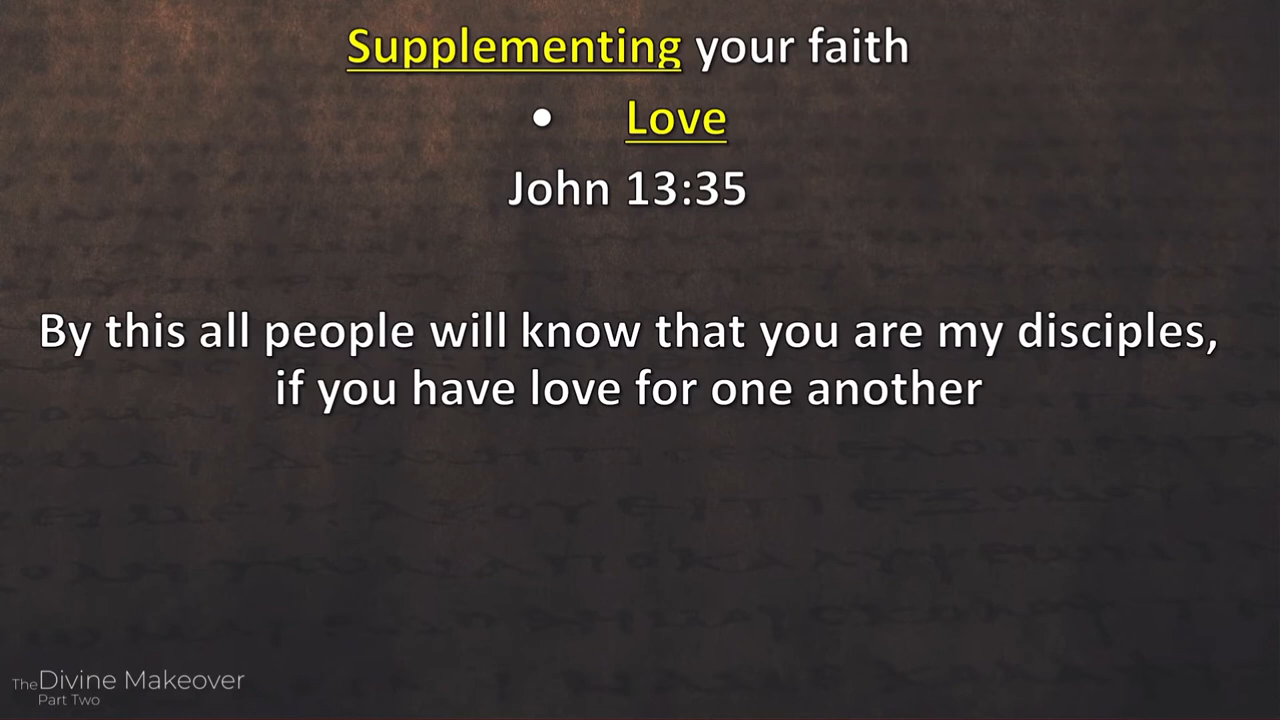 Supplementing your faith
• Love
John 13:35
By this all people will know that you are my disciples,
if you have love for one another
The Divine Makeover
Part Two